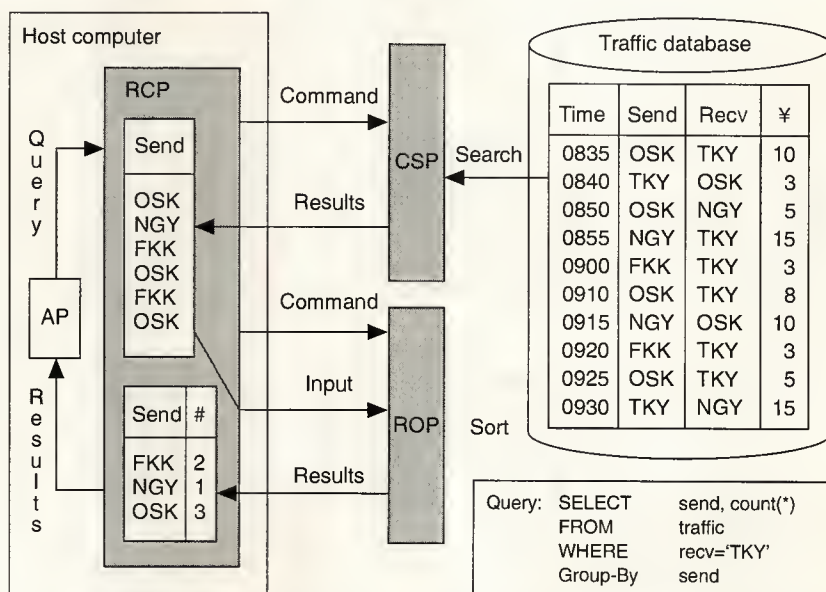 Host computer
RCP
Send
OSK
NGY
FKK
OSK
FKK
OSK
Send #
FKK 2
NGY 1
OSK 3
Query
AP
Results
Command
Results
Command
Input
Results
CSP
ROP
Search
Sort
Traffic database
Time Send Recv ¥
0835 OSK TKY 10
0840 TKY OSK 3
0850 OSK NGY 5
0855 NGY TKY 15
0900 FKK TKY 3
0910 OSK TKY 8
0915 NGY OSK 10
0920 FKK TKY 3
0925 OSK TKY 5
0930 TKY NGY 15
Query: SELECT send, count(*)
FROM traffic
WHERE recv=‘TKY’
Group-By send